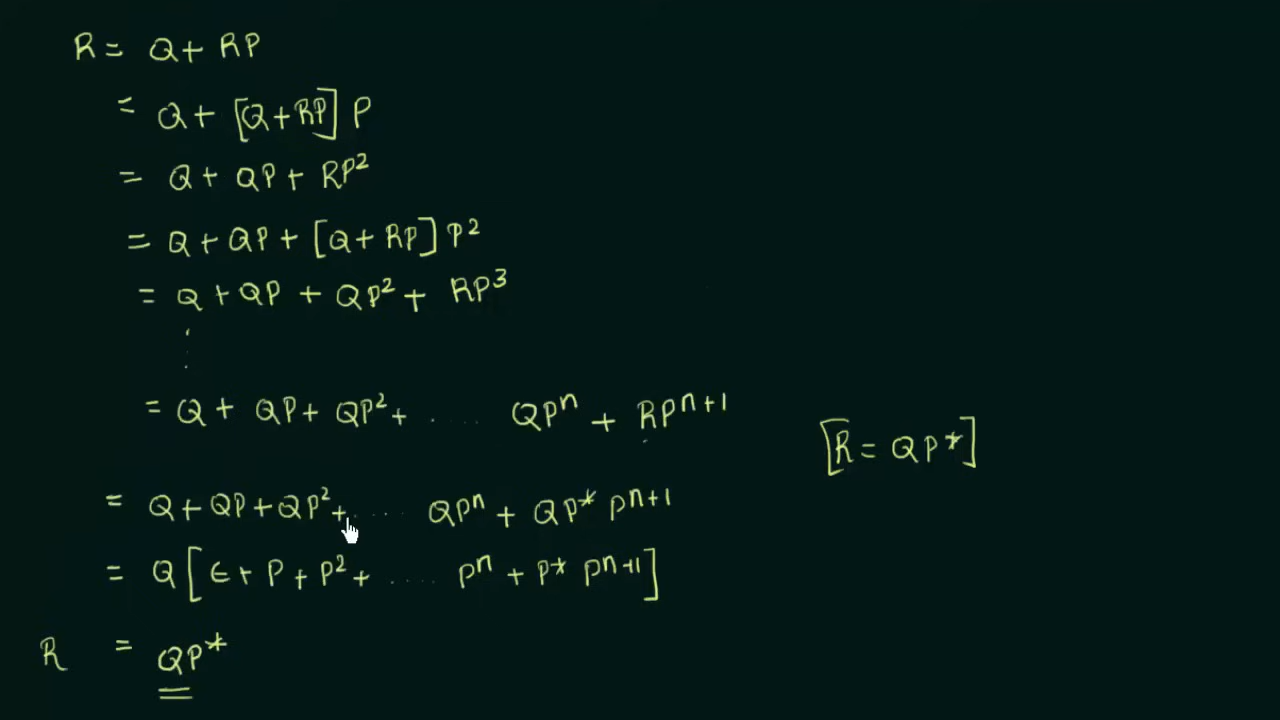 R = Q + RP
= Q + [Q + RP] P
= Q + QP + RP²
= Q + QP + [Q + RP] P²
= Q + QP + QP² + RP³
⋮
= Q + QP + QP² + ..... QPⁿ + RPⁿ⁺¹
[R = QP*]
= Q + QP + QP² + .... QPⁿ + QP* Pⁿ⁺¹
= Q [ϵ + P + P² + ..... Pⁿ + P* Pⁿ⁺¹]
R = QP*